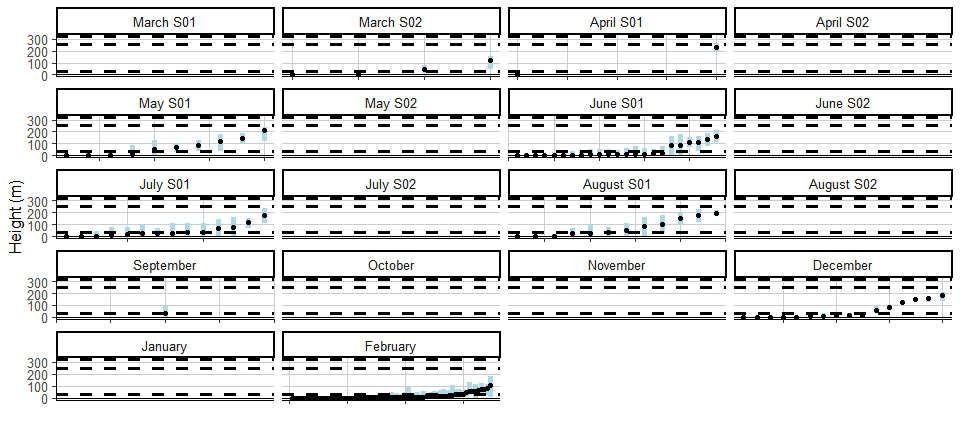 March S01
March S02
April S01
April S02
300
200
100
0
May S01
May S02
June S01
June S02
300
200
100
0
July S01
July S02
August S01
August S02
300
200
100
0
Height (m)
September
October
November
December
300
200
100
0
January
February
300
200
100
0